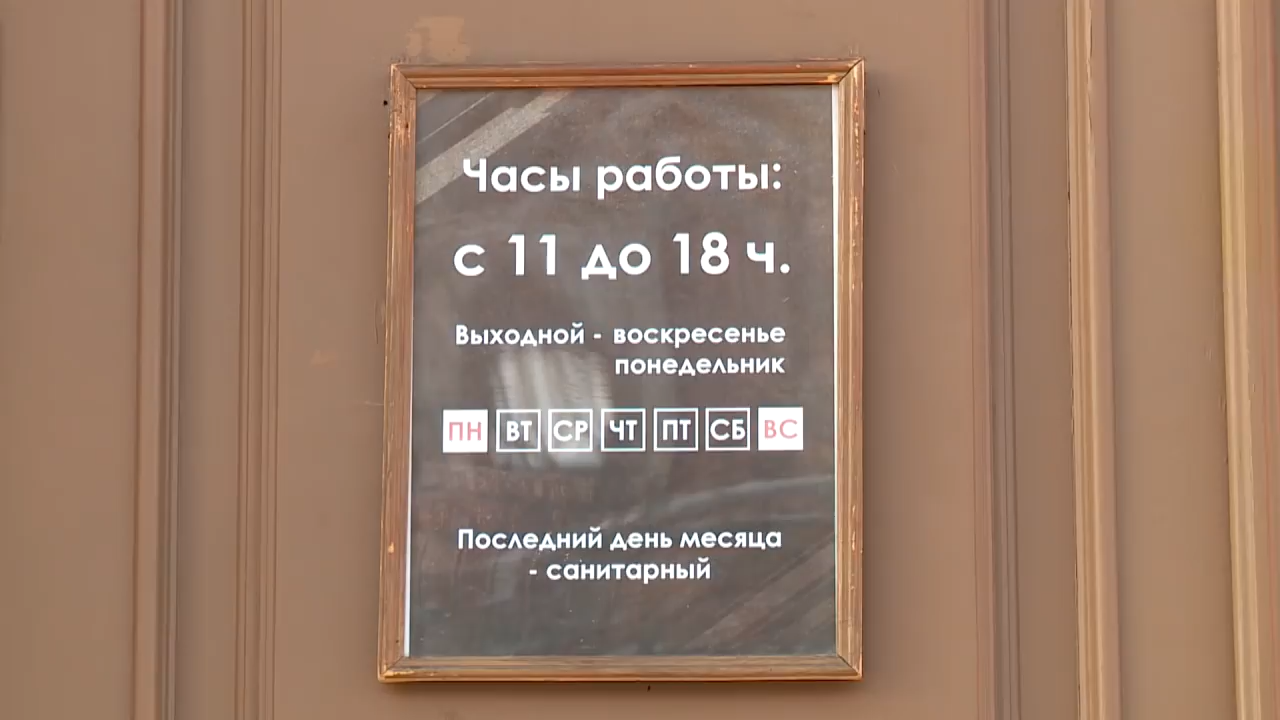 Часы работы:
с 11 до 18 ч.
Выходной - воскресенье
понедельник
ПН ВТ СР ЧТ ПТ СБ ВС
Последний день месяца
- санитарный